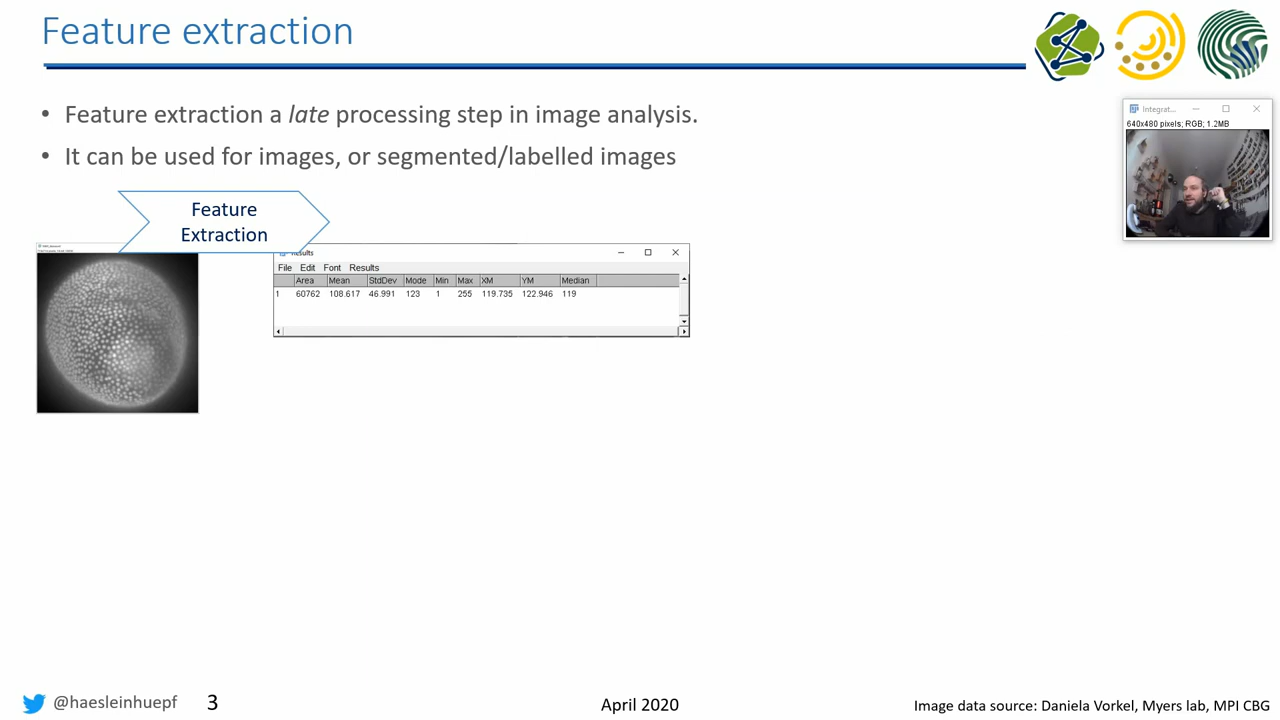 Feature extraction
• Feature extraction a late processing step in image analysis.
• It can be used for images, or segmented/labelled images
Integrat...
640x480 pixels; RGB; 1.2MB
Feature
Extraction
Results
File Edit Font Results
Area Mean StdDev Mode Min Max XM YM Median
1 60762 108.617 46.991 123 1 255 119.735 122.946 119
@haesleinhuepf
3
April 2020
Image data source: Daniela Vorkel, Myers lab, MPI CBG